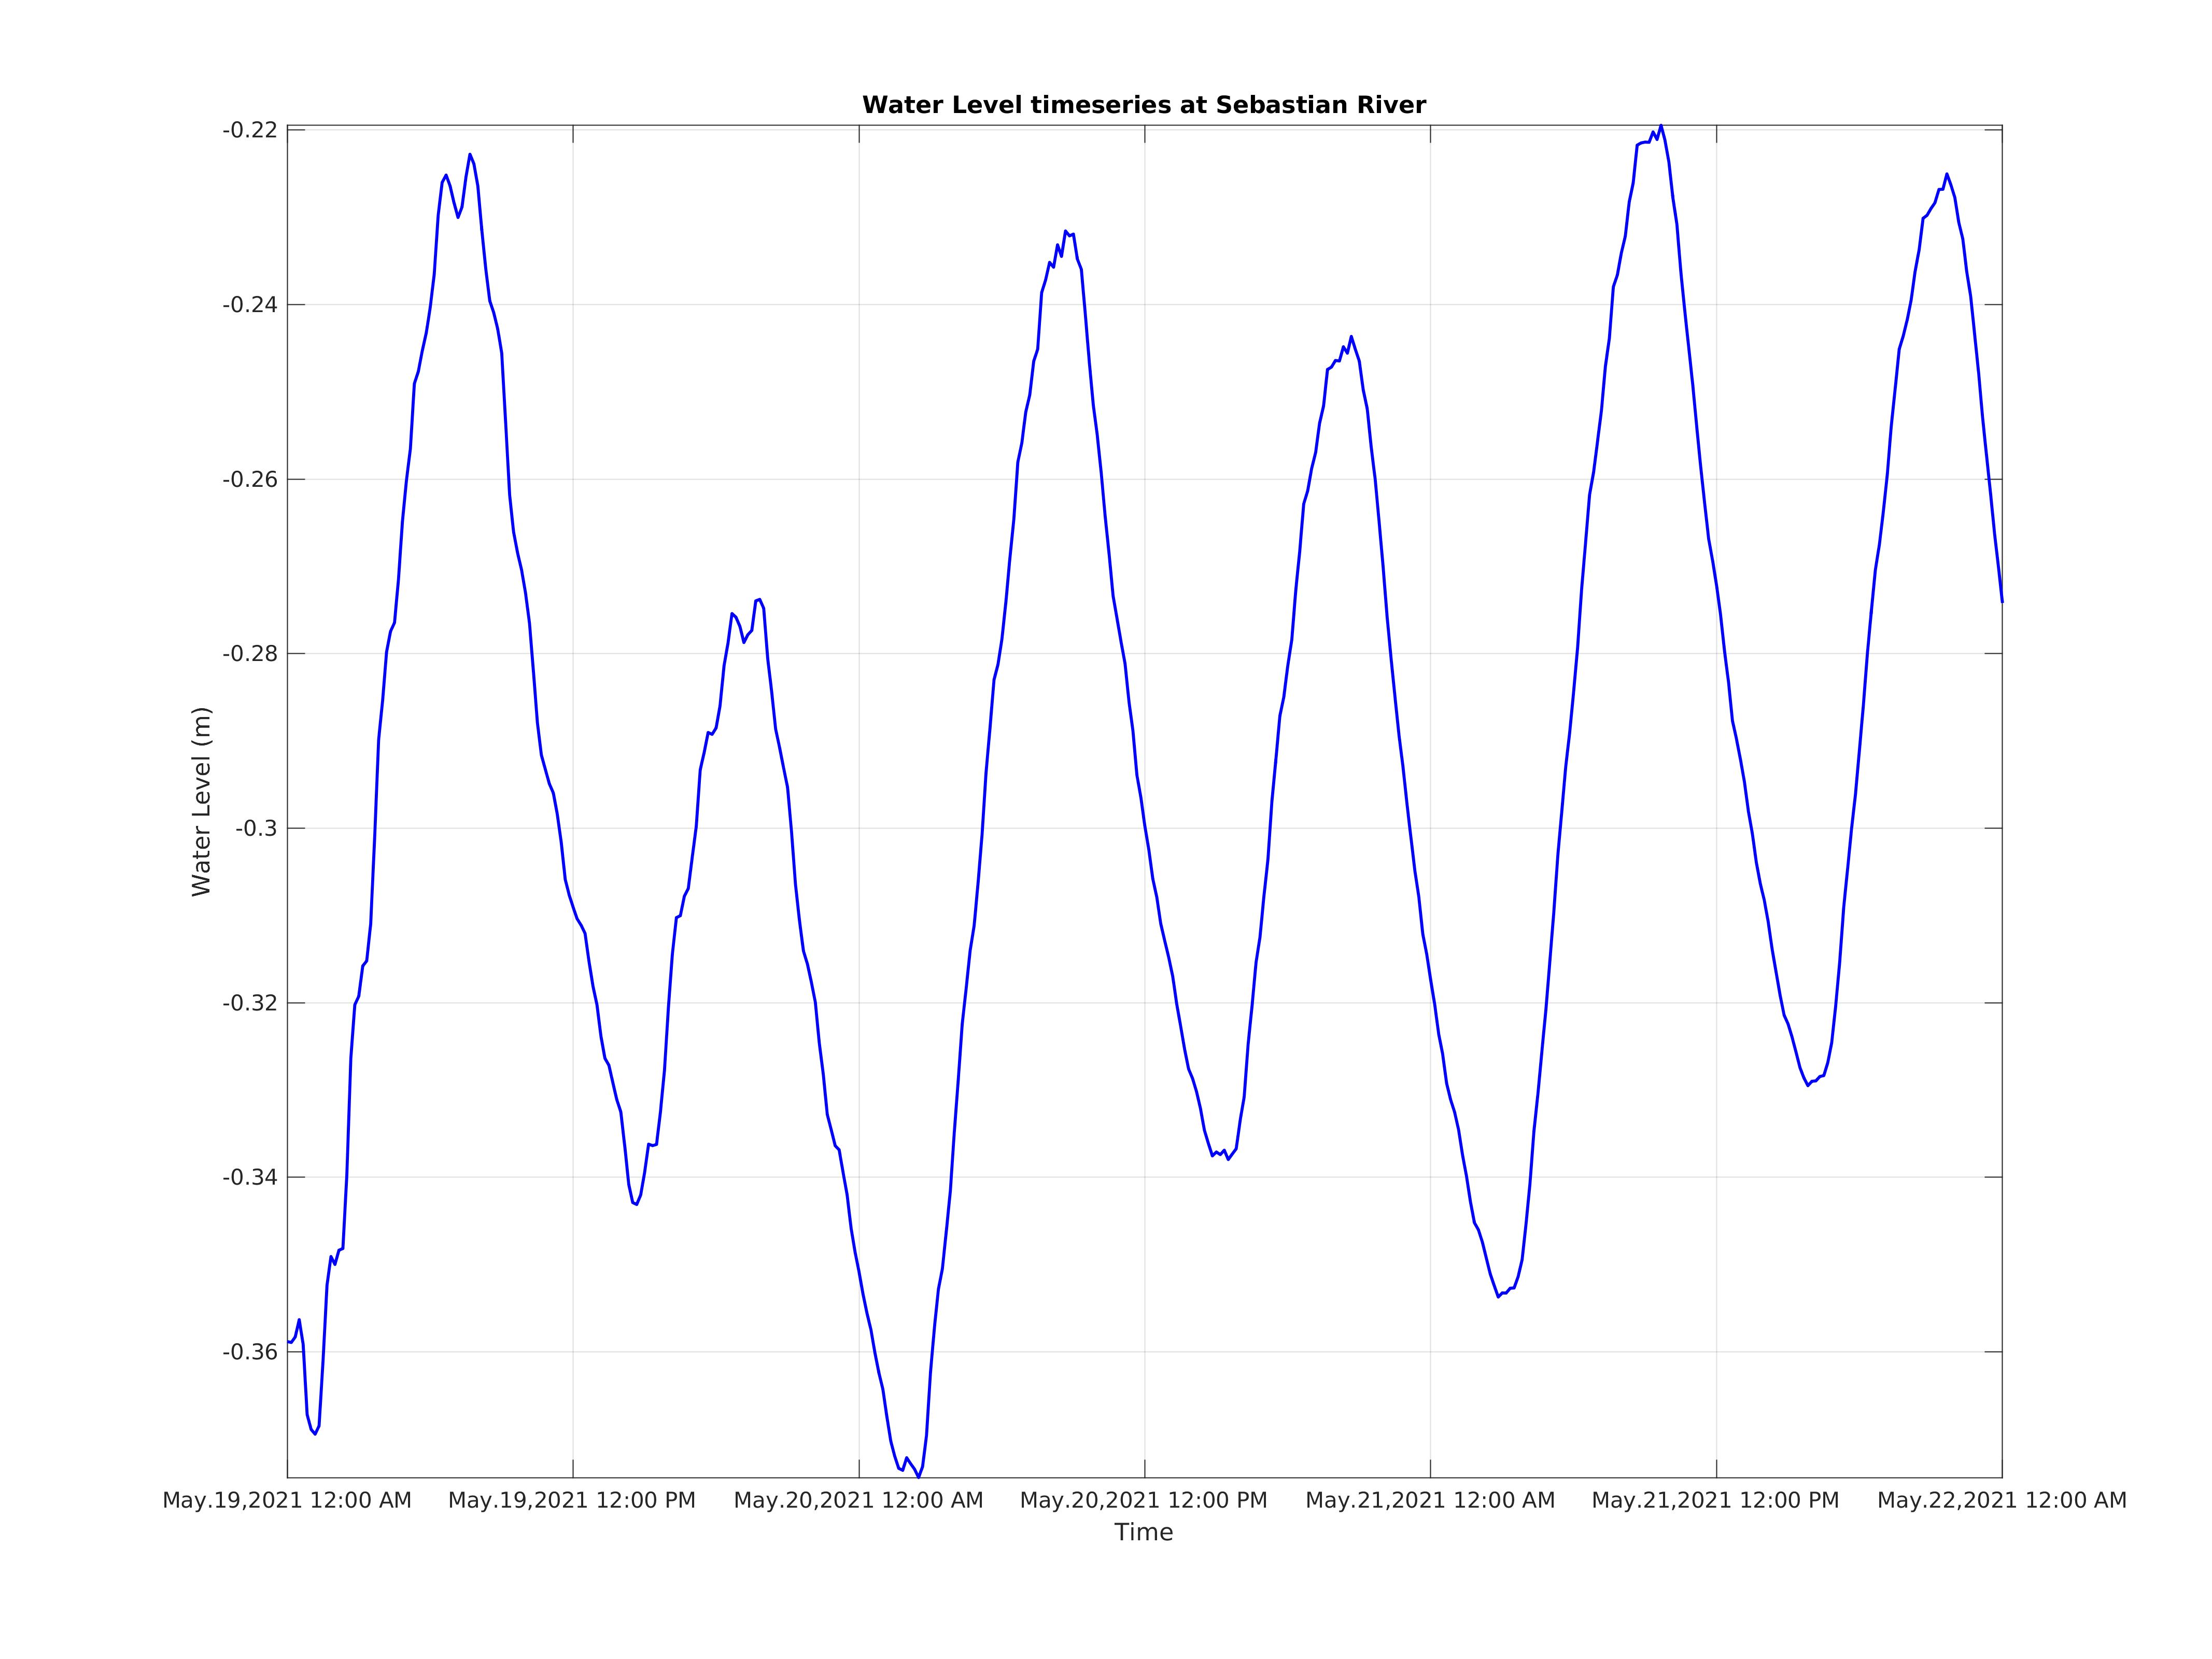 Water Level timeseries at Sebastian River
-0.22
-0.24
-0.26
-0.28
-0.3
-0.32
-0.34
-0.36
Water Level (m)
May.19,2021 12:00 AM May.19,2021 12:00 PM May.20,2021 12:00 AM May.20,2021 12:00 PM May.21,2021 12:00 AM May.21,2021 12:00 PM May.22,2021 12:00 AM
Time